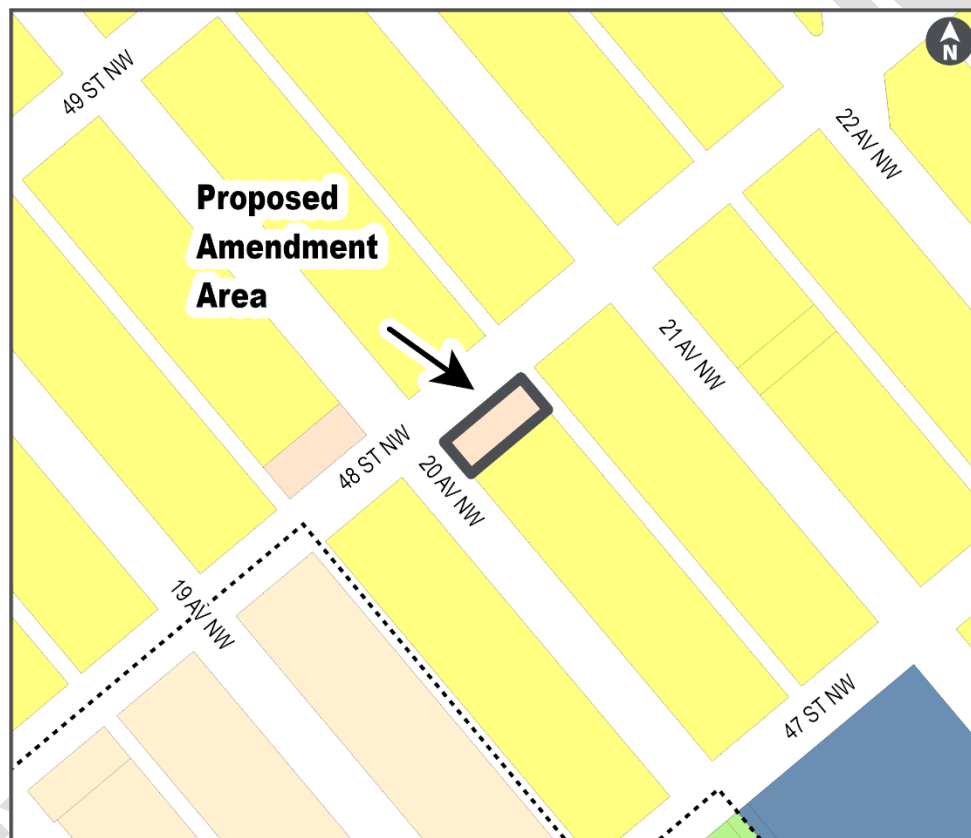 N
49 ST NW
22 AV NW
Proposed
Amendment
Area
21 AV NW
48 ST NW
20 AV NW
19 AV NW
47 ST NW